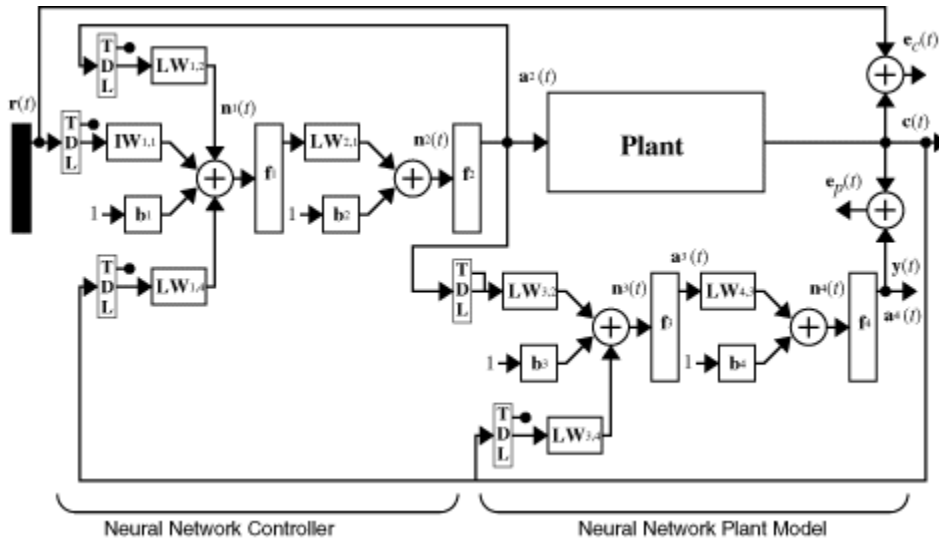 T
D
L
LW1,2
n1(t)
a2(t)
ec(t)
r(t)
c(t)
T
D
L
IW1,1
LW2,1
n2(t)
Plant
f1
f2
ep(t)
1
b1
1
b2
T
D
L
LW1,4
T
D
L
LW3,2
n3(t)
a3(t)
LW4,3
n4(t)
y(t)
a4(t)
f3
f4
1
b3
1
b4
T
D
L
LW3,4
Neural Network Controller
Neural Network Plant Model